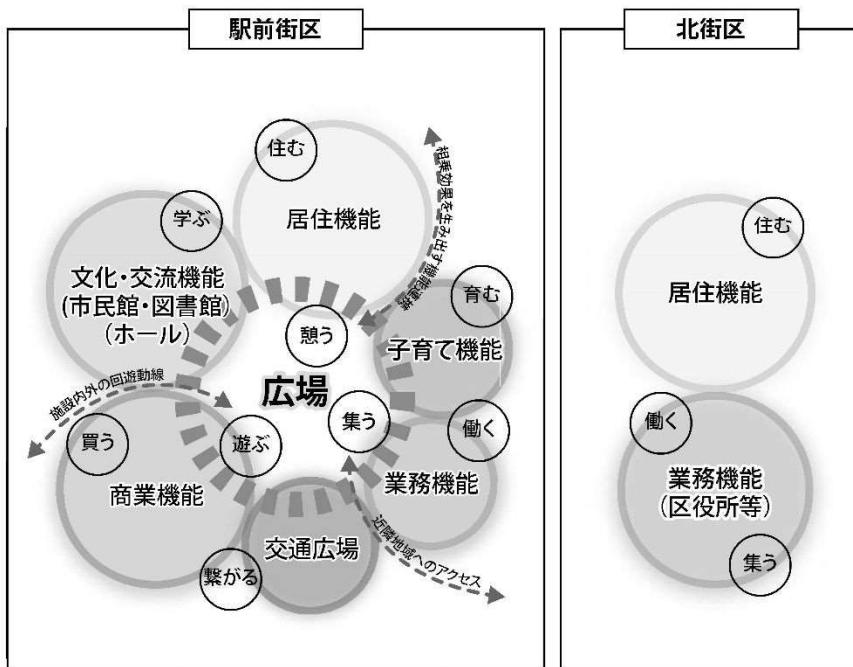 駅前街区
住む
居住機能
相乗効果を生み出す機能連携
学ぶ
文化・交流機能
(市民館・図書館)
(ホール)
育む
子育て機能
憩う
広場
集う
遊ぶ
施設内外の回遊動線
買う
商業機能
働く
業務機能
交通広場
繋がる
近隣地域へのアクセス
北街区
住む
居住機能
働く
業務機能
(区役所等)
集う